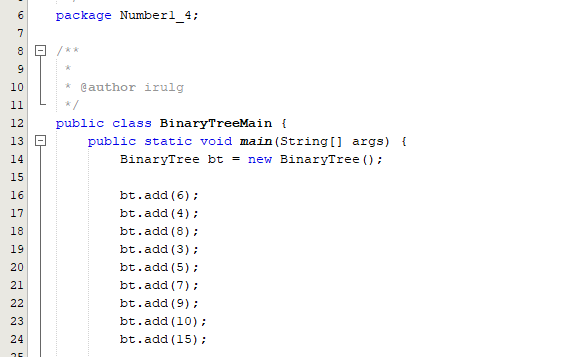 6 package Number1_4;
7
8 /**
9 *
10 * @author irulg
11 */
12 public class BinaryTreeMain {
13 public static void main(String[] args) {
14 BinaryTree bt = new BinaryTree();
15
16 bt.add(6);
17 bt.add(4);
18 bt.add(8);
19 bt.add(3);
20 bt.add(5);
21 bt.add(7);
22 bt.add(9);
23 bt.add(10);
24 bt.add(15);